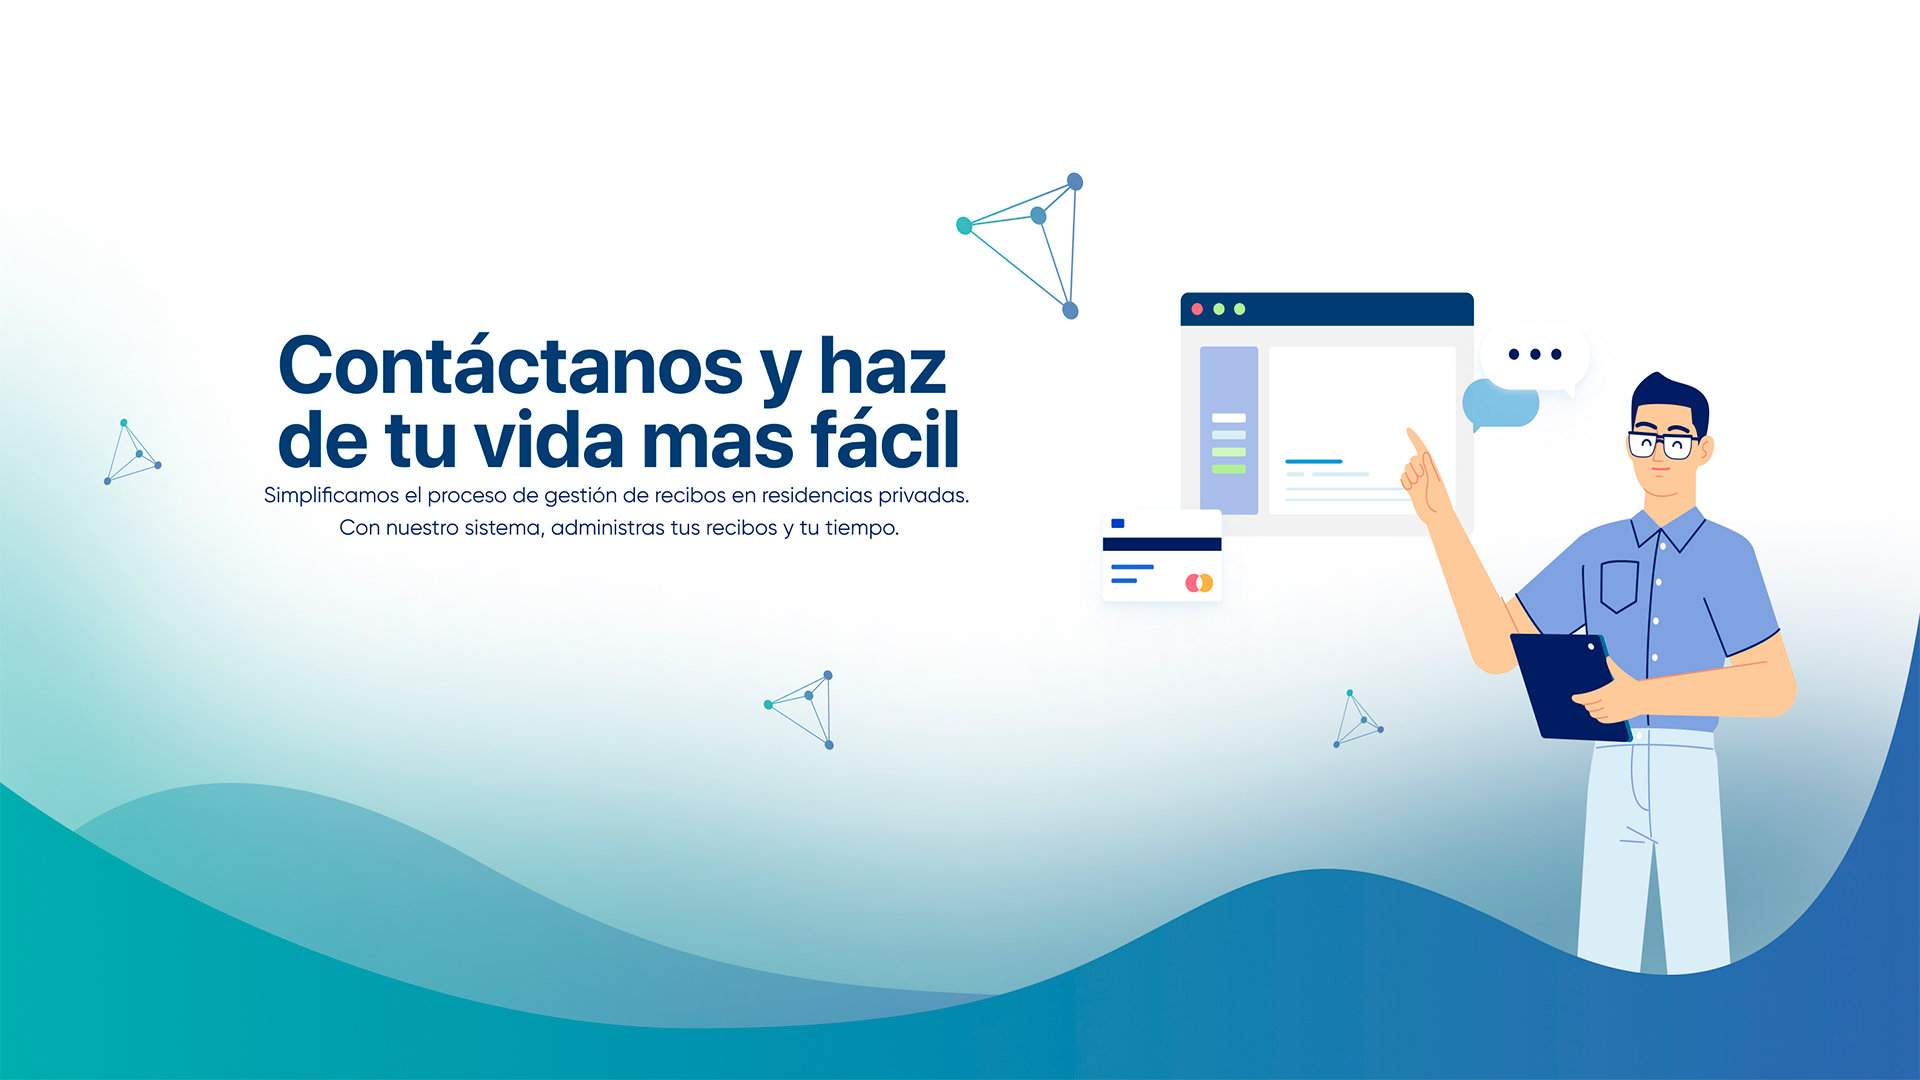 Contáctanos y haz
de tu vida mas fácil
Simplificamos el proceso de gestión de recibos en residencias privadas.
Con nuestro sistema, administras tus recibos y tu tiempo.